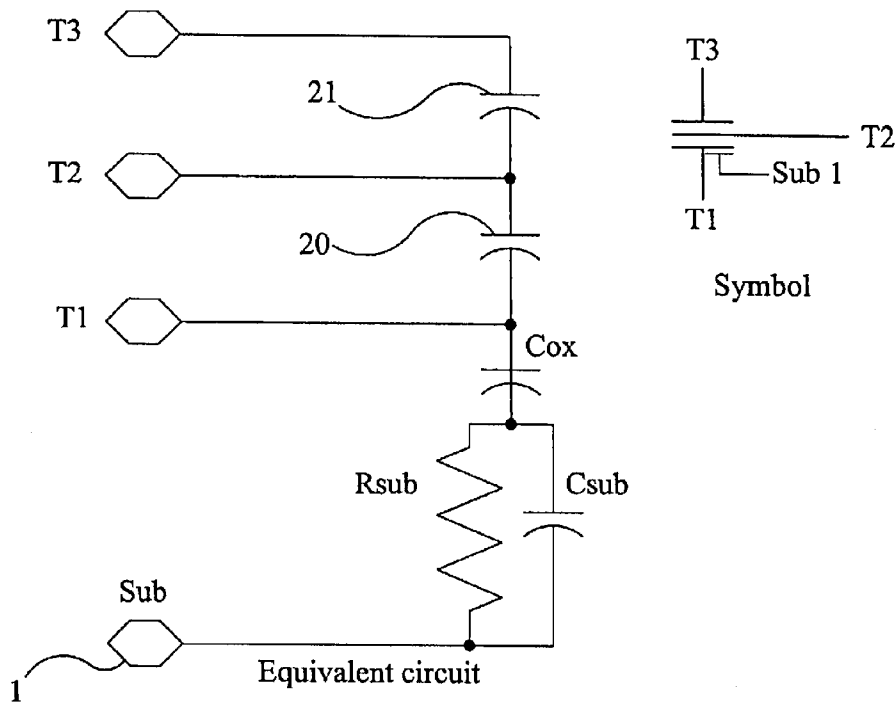 T3
21
T2
20
T1
Cox
Rsub
Csub
Sub
1
Equivalent circuit
T3
T2
Sub 1
T1
Symbol